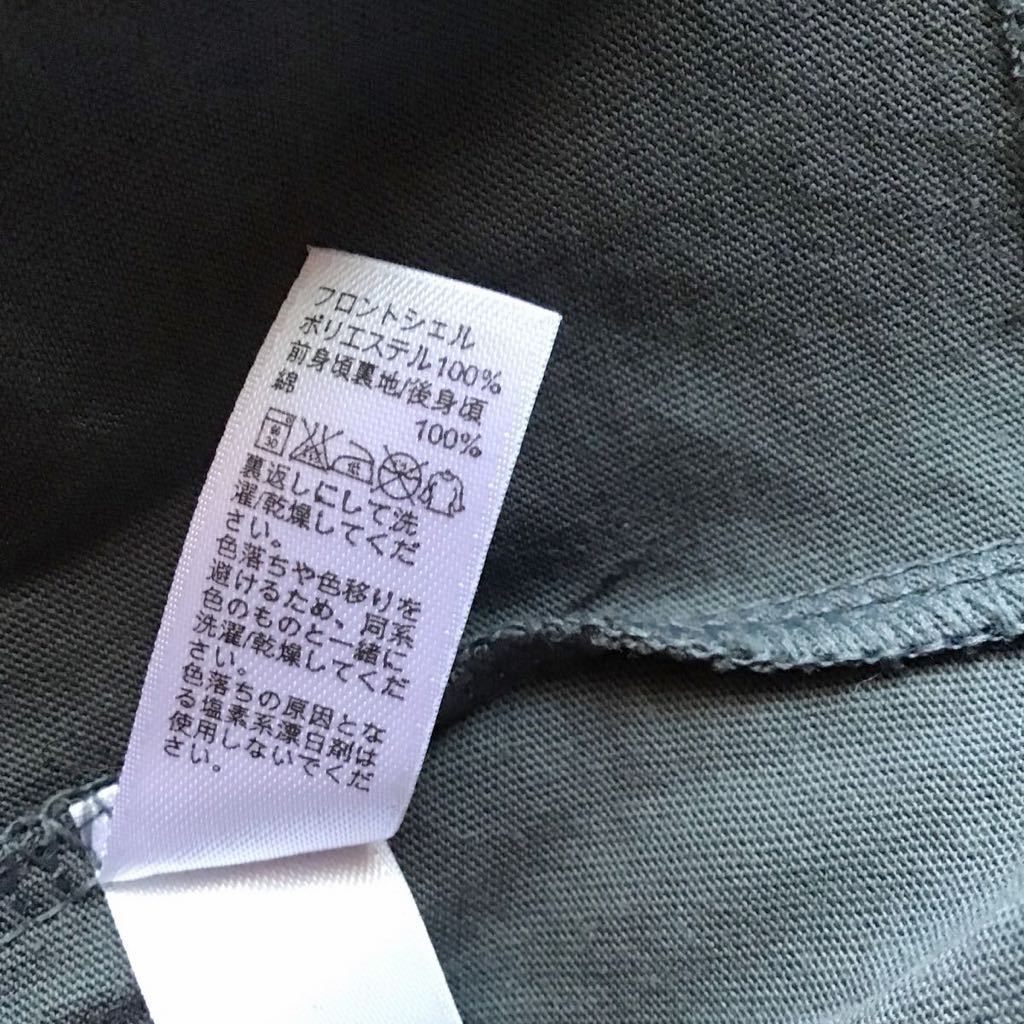 フロントシェル
ポリエステル100%
前身頃裏地/後身頃
綿 100%
裏返しにして洗
濯/乾燥してくだ
さい。
色落ちや色移りを
避けるため、同系
色のものと一緒に
洗濯/乾燥してくだ
さい。
色落ちの原因とな
る塩素系漂白剤は
使用しないでくだ
さい。